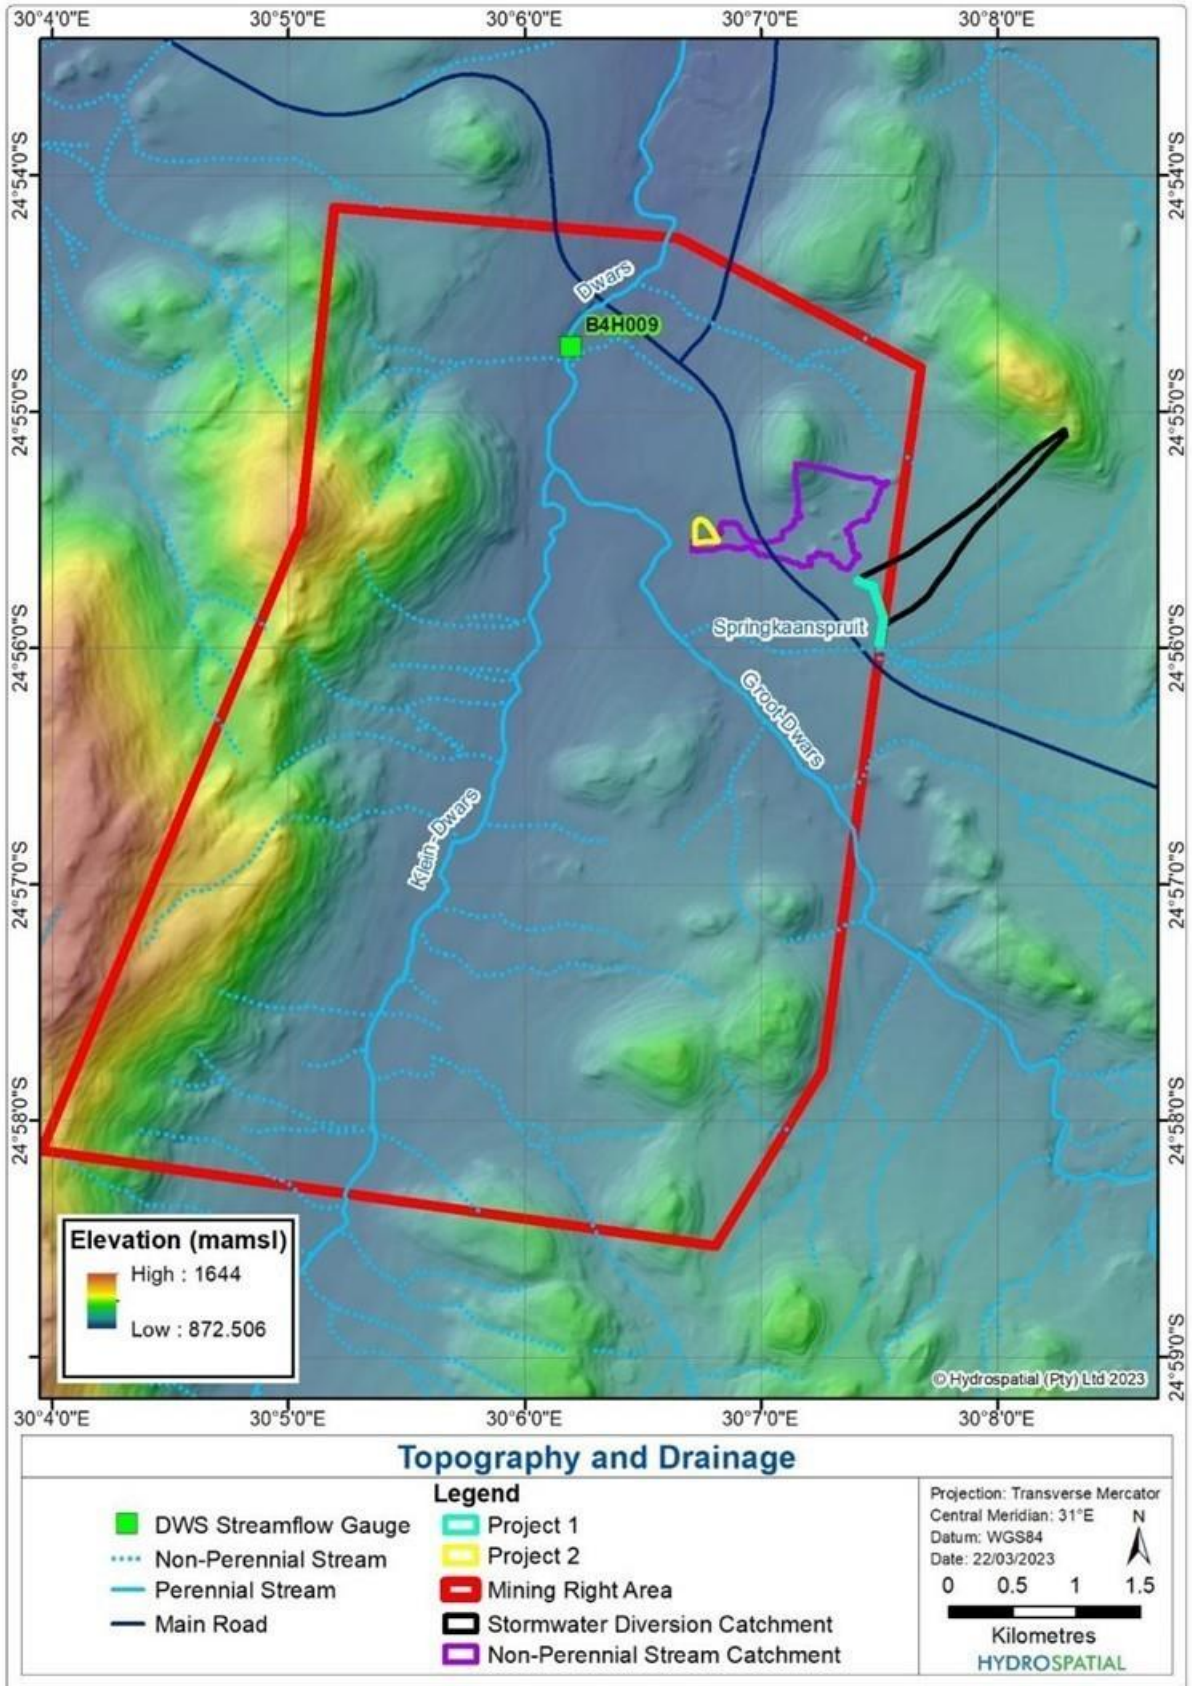 30°4'0"E 30°5'0"E 30°6'0"E 30°7'0"E 30°8'0"E
24°54'0"S 24°54'0"S
Dwars
B4H009
24°55'0"S 24°55'0"S
Springkaanspruit
24°56'0"S 24°56'0"S
Groot-Dwars
Klein-Dwars
24°57'0"S 24°57'0"S
24°58'0"S 24°58'0"S
Elevation (mamsl)
High : 1644
Low : 872.506
24°59'0"S
© Hydrospatial (Pty) Ltd 2023
30°4'0"E 30°5'0"E 30°6'0"E 30°7'0"E 30°8'0"E
Topography and Drainage
Legend
DWS Streamflow Gauge
Non-Perennial Stream
Perennial Stream
Main Road
Project 1
Project 2
Mining Right Area
Stormwater Diversion Catchment
Non-Perennial Stream Catchment
Projection: Transverse Mercator
Central Meridian: 31°E
Datum: WGS84
Date: 22/03/2023
N
0 0.5 1 1.5
Kilometres
HYDROSPATIAL